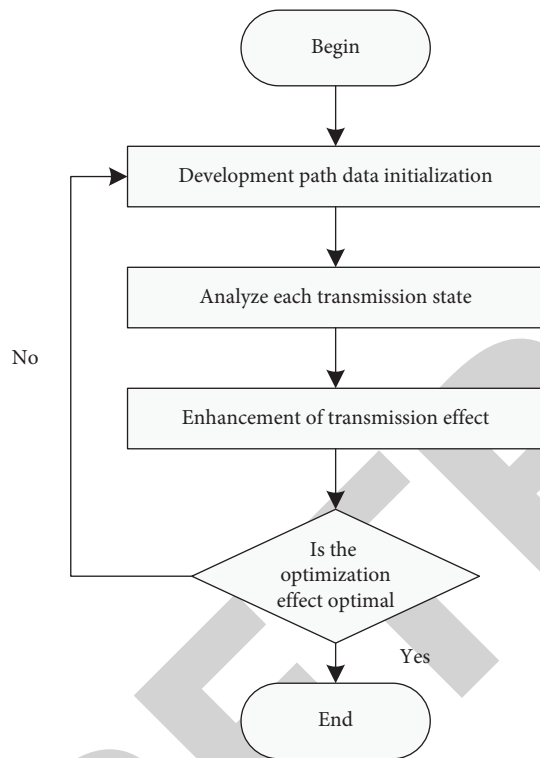 Begin
Development path data initialization
Analyze each transmission state
No
Enhancement of transmission effect
Is the
optimization
effect optimal
Yes
End